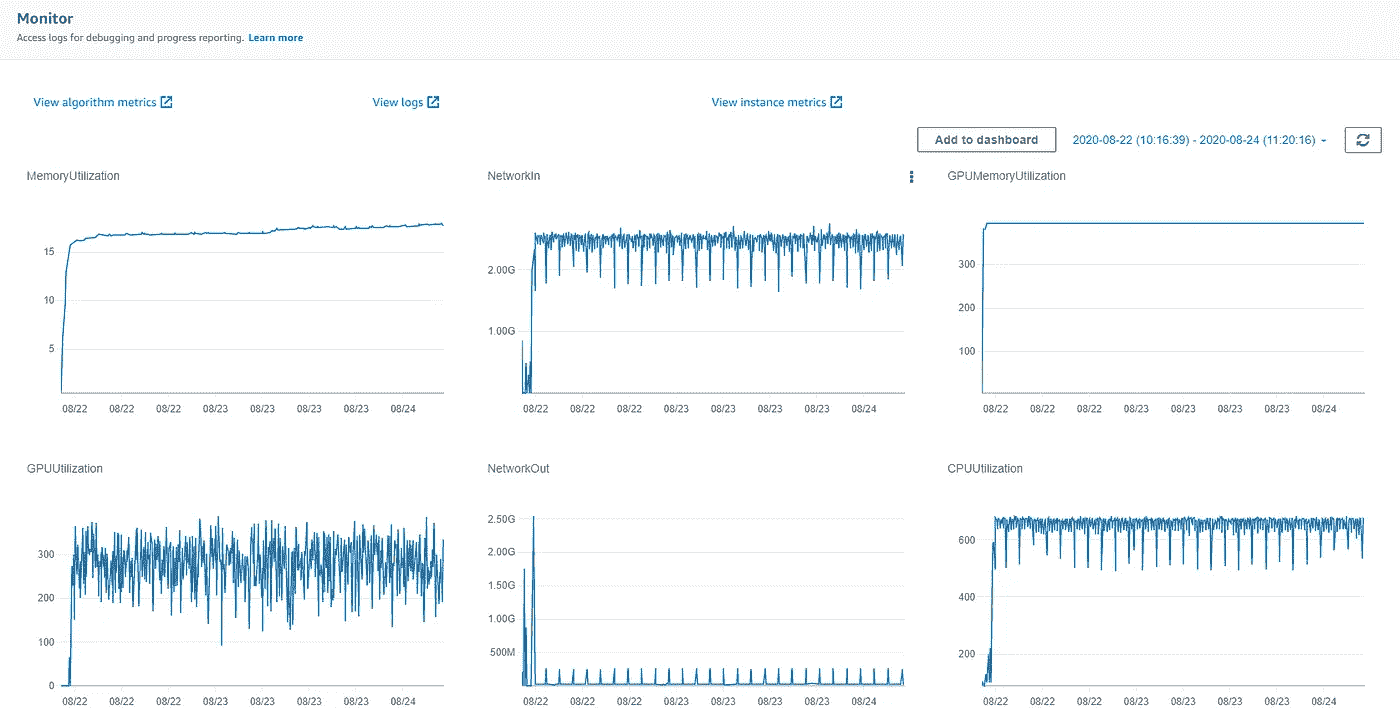 Monitor
Access logs for debugging and progress reporting. Learn more
View algorithm metrics
View logs
View instance metrics
Add to dashboard
2020-08-22 (10:16:39) - 2020-08-24 (11:20:16)
MemoryUtilization
15
10
5
08/22 08/22 08/22 08/23 08/23 08/23 08/23 08/24
NetworkIn
2.00G
1.00G
08/22 08/22 08/22 08/23 08/23 08/23 08/23 08/24
GPUMemoryUtilization
300
200
100
08/22 08/22 08/22 08/23 08/23 08/23 08/23 08/24
GPUUtilization
300
200
100
0
08/22 08/22 08/22 08/23 08/23 08/23 08/23 08/24
NetworkOut
2.50G
2.00G
1.50G
1.00G
500M
08/22 08/22 08/22 08/23 08/23 08/23 08/23 08/24
CPUUtilization
600
400
200
08/22 08/22 08/22 08/23 08/23 08/23 08/23 08/24